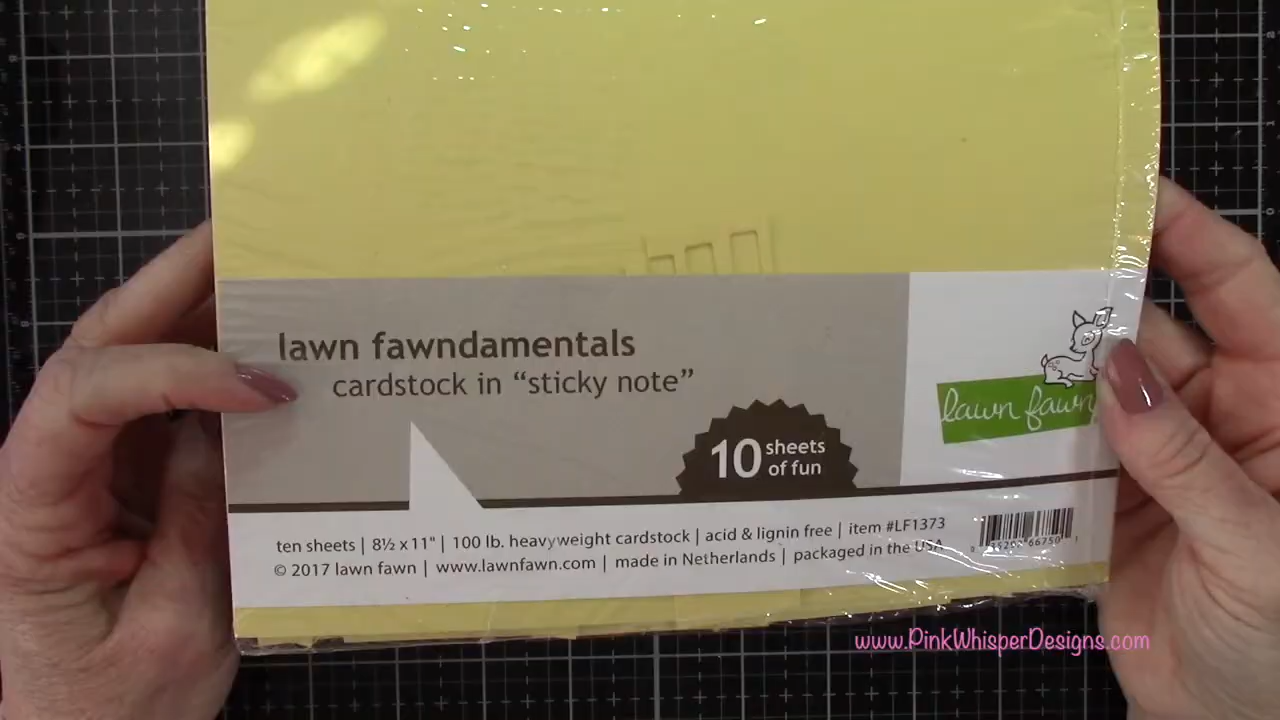 lawn fawndamentals
cardstock in “sticky note”
10 sheets
of fun
lawn fawn
ten sheets | 8½ x 11" | 100 lb. heavyweight cardstock | acid & lignin free | item #LF1373
© 2017 lawn fawn | www.lawnfawn.com | made in Netherlands | packaged in the USA
www.PinkWhisperDesigns.com